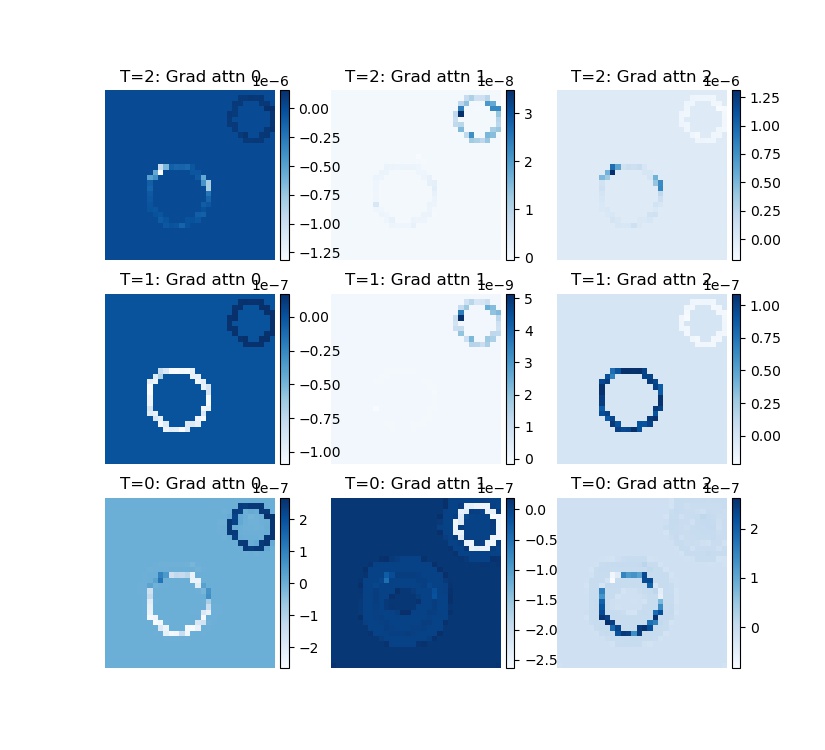 T=2: Grad attn 0
1e−6
T=2: Grad attn 1
1e−8
T=2: Grad attn 2
1e−6
0.00
−0.25
−0.50
−0.75
−1.00
−1.25
3
2
1
0
1.25
1.00
0.75
0.50
0.25
0.00
T=1: Grad attn 0
1e−7
T=1: Grad attn 1
1e−9
T=1: Grad attn 2
1e−7
0.00
−0.25
−0.50
−0.75
−1.00
5
4
3
2
1
0
1.00
0.75
0.50
0.25
0.00
T=0: Grad attn 0
1e−7
T=0: Grad attn 1
1e−7
T=0: Grad attn 2
1e−7
2
1
0
−1
−2
0.0
−0.5
−1.0
−1.5
−2.0
−2.5
2
1
0